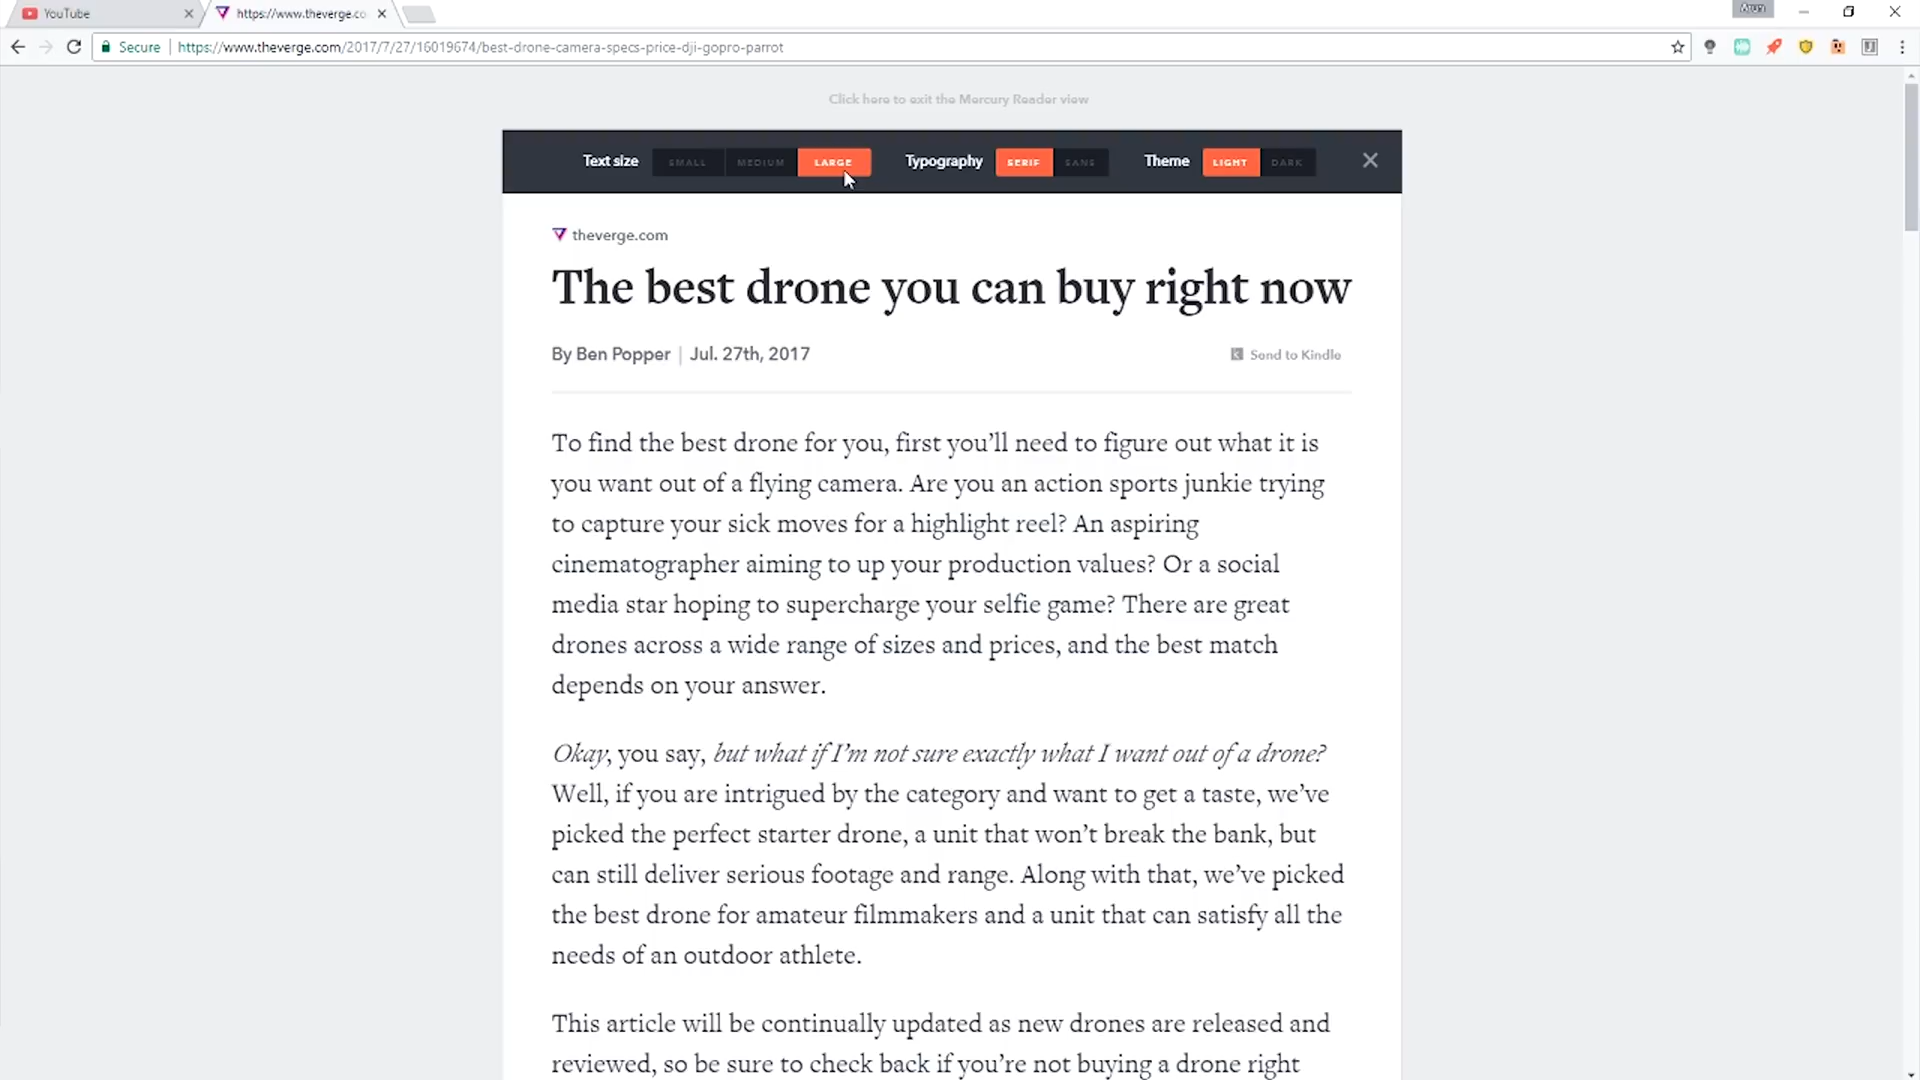 YouTube
https://www.theverge.co
Arun
Secure
https://www.theverge.com/2017/7/27/16019674/best-drone-camera-specs-price-dji-gopro-parrot
Click here to exit the Mercury Reader view
Text size SMALL MEDIUM LARGE Typography SERIF SANS Theme LIGHT DARK
theverge.com
The best drone you can buy right now
By Ben Popper | Jul. 27th, 2017
Send to Kindle
To find the best drone for you, first you’ll need to figure out what it is
you want out of a flying camera. Are you an action sports junkie trying
to capture your sick moves for a highlight reel? An aspiring
cinematographer aiming to up your production values? Or a social
media star hoping to supercharge your selfie game? There are great
drones across a wide range of sizes and prices, and the best match
depends on your answer.
Okay, you say, but what if I’m not sure exactly what I want out of a drone?
Well, if you are intrigued by the category and want to get a taste, we’ve
picked the perfect starter drone, a unit that won’t break the bank, but
can still deliver serious footage and range. Along with that, we’ve picked
the best drone for amateur filmmakers and a unit that can satisfy all the
needs of an outdoor athlete.
This article will be continually updated as new drones are released and
reviewed, so be sure to check back if you’re not buying a drone right